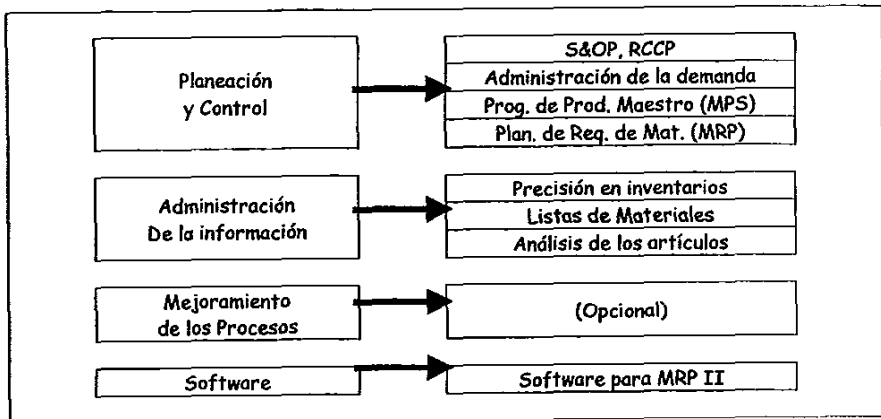 Planeación
y Control
S&OP, RCCP
Administración de la demanda
Prog. de Prod. Maestro (MPS)
Plan. de Req. de Mat. (MRP)
Administración
De la información
Precisión en inventarios
Listas de Materiales
Análisis de los artículos
Mejoramiento
de los Procesos
(Opcional)
Software
Software para MRP II